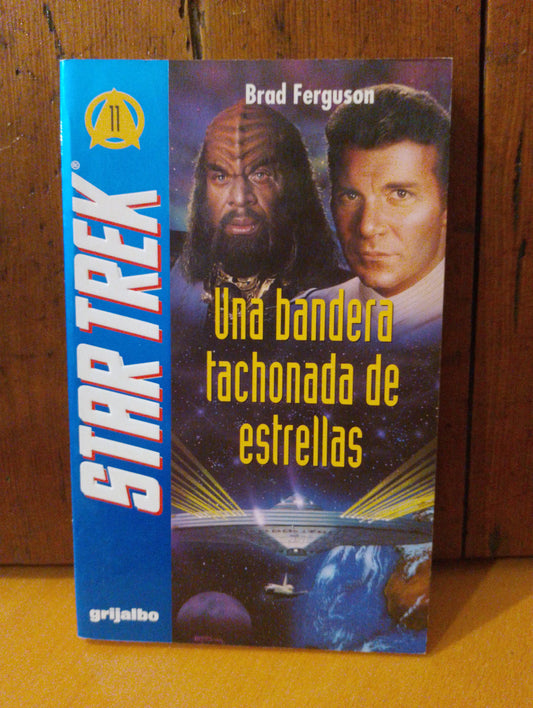 Brad Ferguson
11
STAR TREK®
Una bandera
tachonada de
estrellas
grijalbo